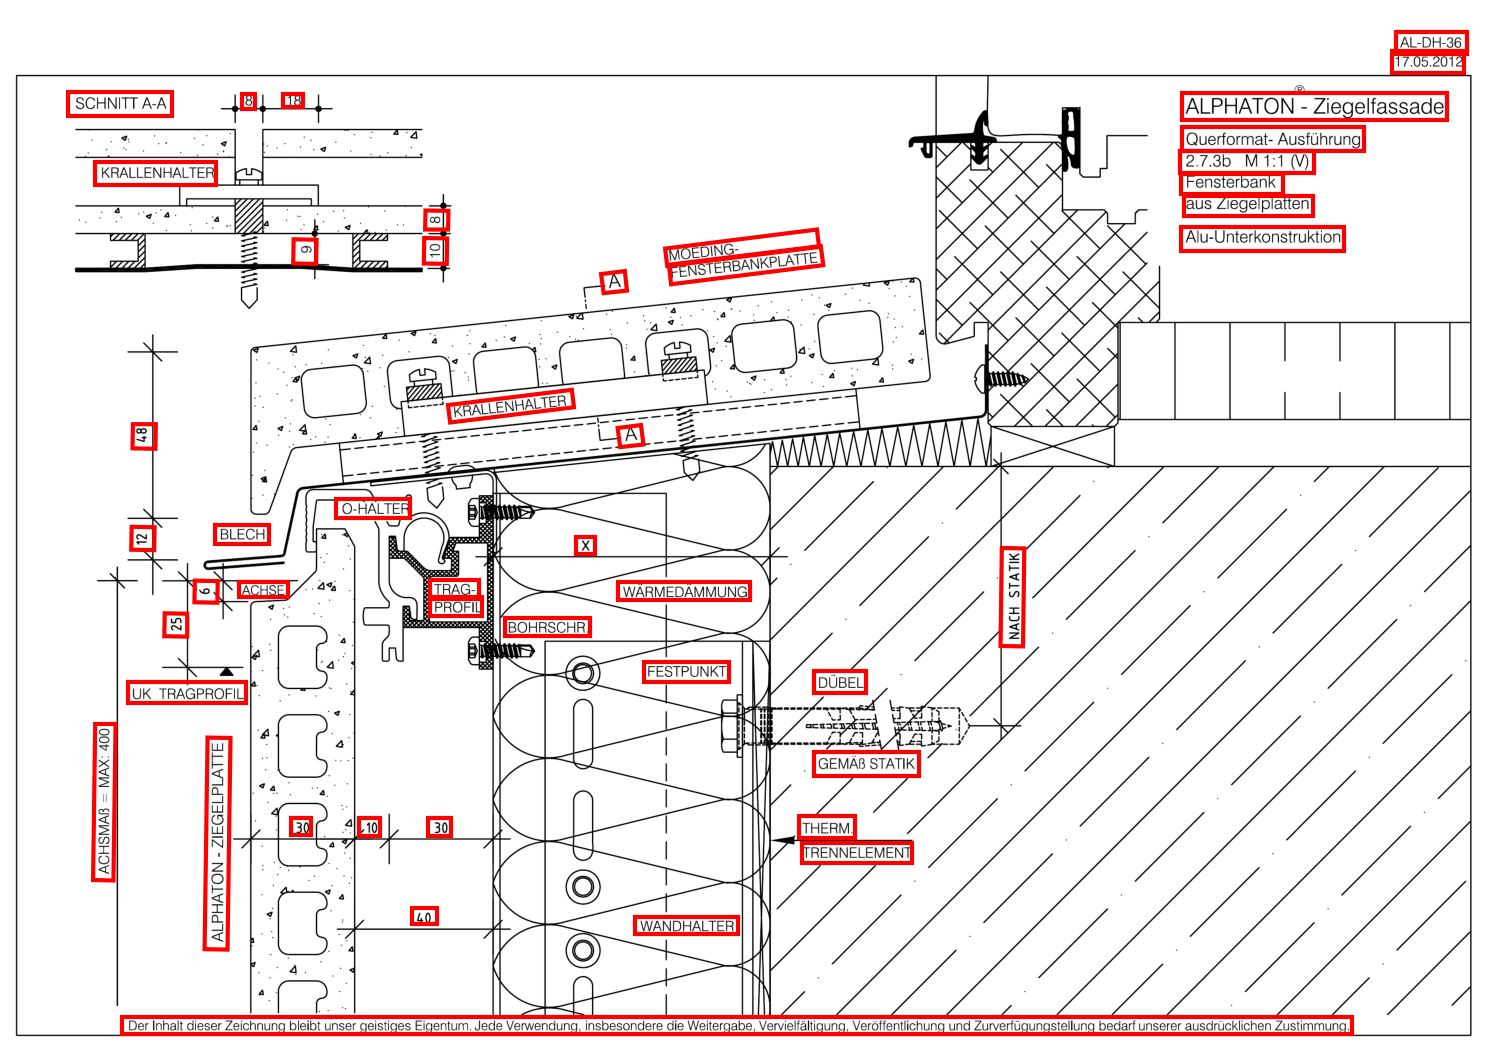 AL-DH-36
17.05.2012
SCHNITT A-A
8
18
®
ALPHATON - Ziegelfassade
Querformat- Ausführung
2.7.3b M 1:1 (V)
Fensterbank
aus Ziegelplatten
Alu-Unterkonstruktion
KRALLENHALTER
8
10
9
MOEDING-
FENSTERBANKPLATTE
A
KRALLENHALTER
A
48
12
O-HALTER
BLECH
X
6
ACHSE
TRAG-
PROFIL
WÄRMEDÄMMUNG
NACH STATIK
25
BOHRSCHR
FESTPUNKT
DÜBEL
UK TRAGPROFIL
GEMÄß STATIK
ACHSMAß = MAX: 400
ALPHATON - ZIEGELPLATTE
30
10
30
THERM.
TRENNELEMENT
40
WANDHALTER
Der Inhalt dieser Zeichnung bleibt unser geistiges Eigentum. Jede Verwendung, insbesondere die Weitergabe, Vervielfältigung, Veröffentlichung und Zurverfügungstellung bedarf unserer ausdrücklichen Zustimmung.